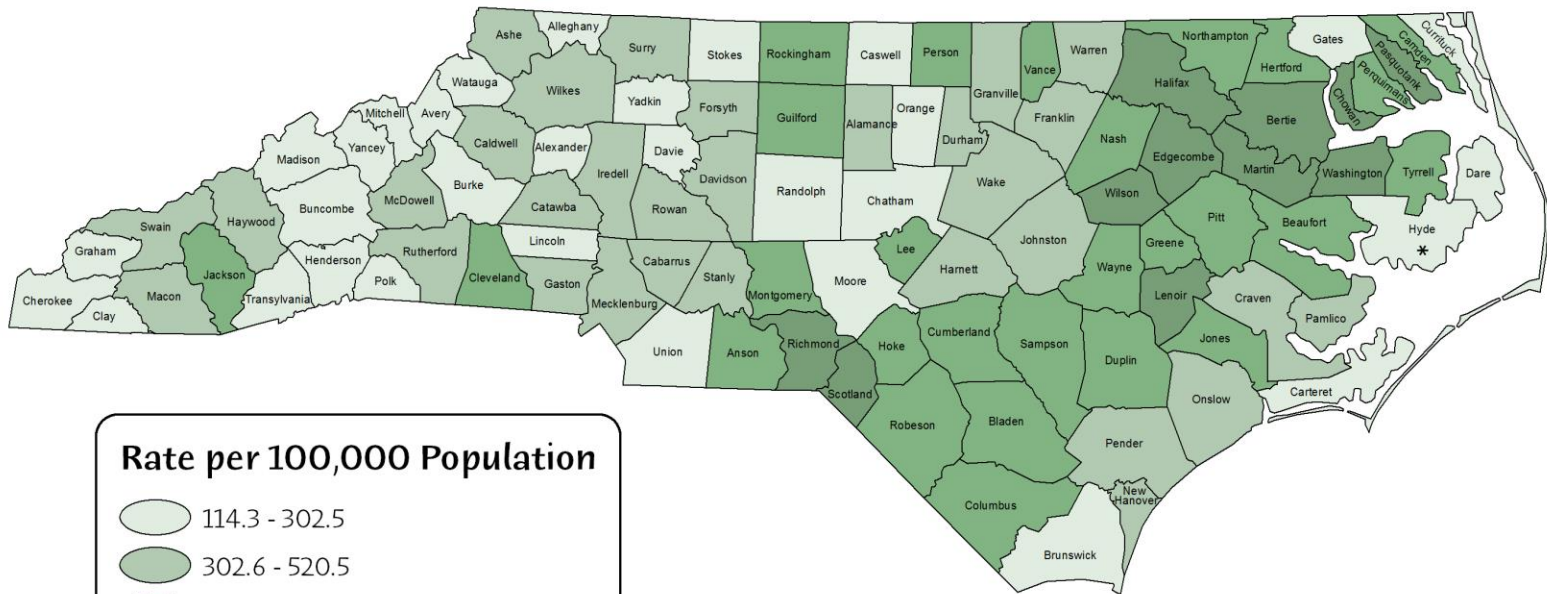 Ashe
Alleghany
Surry
Stokes
Rockingham
Caswell
Person
Granville
Vance
Warren
Northampton
Hertford
Gates
Currituck
Camden
Pasquotank
Perquimans
Chowan
Watauga
Wilkes
Yadkin
Forsyth
Guilford
Alamance
Orange
Durham
Franklin
Halifax
Bertie
Mitchell
Avery
Caldwell
Alexander
Iredell
Davie
Davidson
Randolph
Chatham
Wake
Nash
Edgecombe
Martin
Washington
Tyrrell
Dare
Madison
Yancey
McDowell
Burke
Catawba
Rowan
Wilson
Pitt
Beaufort
Hyde
*
Buncombe
Haywood
Swain
Graham
Cherokee
Clay
Macon
Jackson
Transylvania
Henderson
Polk
Rutherford
Cleveland
Lincoln
Gaston
Mecklenburg
Cabarrus
Stanly
Montgomery
Moore
Lee
Harnett
Johnston
Wayne
Greene
Lenoir
Craven
Pamlico
Union
Anson
Richmond
Scotland
Hoke
Cumberland
Sampson
Duplin
Jones
Carteret
Onslow
Robeson
Bladen
Pender
Columbus
New
Hanover
Brunswick
Rate per 100,000 Population
114.3 - 302.5
302.6 - 520.5